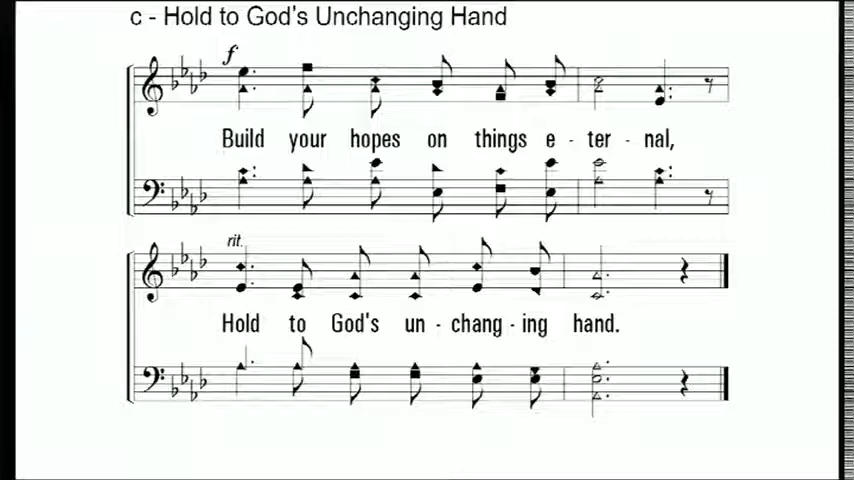 c - Hold to God's Unchanging Hand
f
Build your hopes on things e - ter - nal,
rit.
Hold to God's un - chang - ing hand.